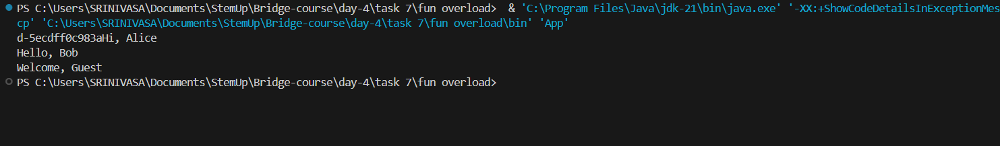 PS C:\Users\SRINIVASA\Documents\StemUp\Bridge-course\day-4\task 7\fun overload>  & 'C:\Program Files\Java\jdk-21\bin\java.exe' '-XX:+ShowCodeDetailsInExceptionMes
cp' 'C:\Users\SRINIVASA\Documents\StemUp\Bridge-course\day-4\task 7\fun overload\bin' 'App'
d-5ecdff0c983aHi, Alice
Hello, Bob
Welcome, Guest
PS C:\Users\SRINIVASA\Documents\StemUp\Bridge-course\day-4\task 7\fun overload>